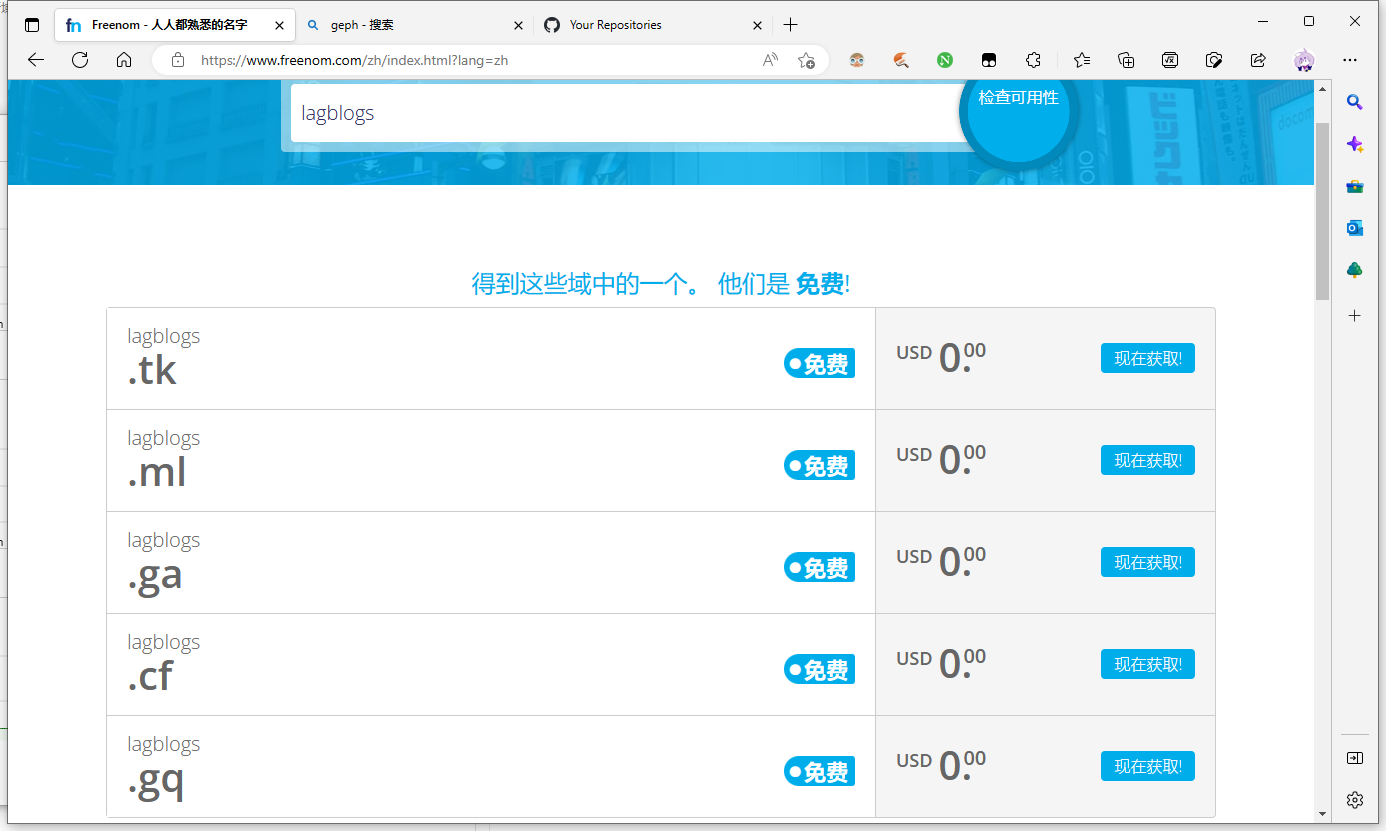 Freenom - 人人都熟悉的名字
geph - 搜索
Your Repositories
https://www.freenom.com/zh/index.html?lang=zh
lagblogs
检查可用性
得到这些域中的一个。 他们是 免费!
lagblogs
.tk
免费
USD 0.00
现在获取!
lagblogs
.ml
免费
USD 0.00
现在获取!
lagblogs
.ga
免费
USD 0.00
现在获取!
lagblogs
.cf
免费
USD 0.00
现在获取!
lagblogs
.gq
免费
USD 0.00
现在获取!